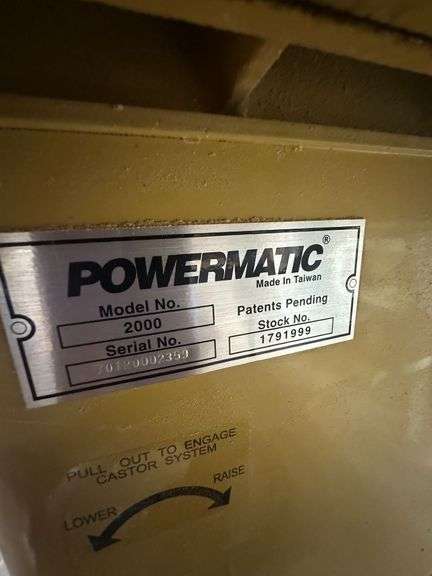 POWERMATIC®
Made In Taiwan
Model No.
2000
Patents Pending
Serial No.
Stock No.
1791999
PULL OUT TO ENGAGE
CASTOR SYSTEM
LOWER
RAISE